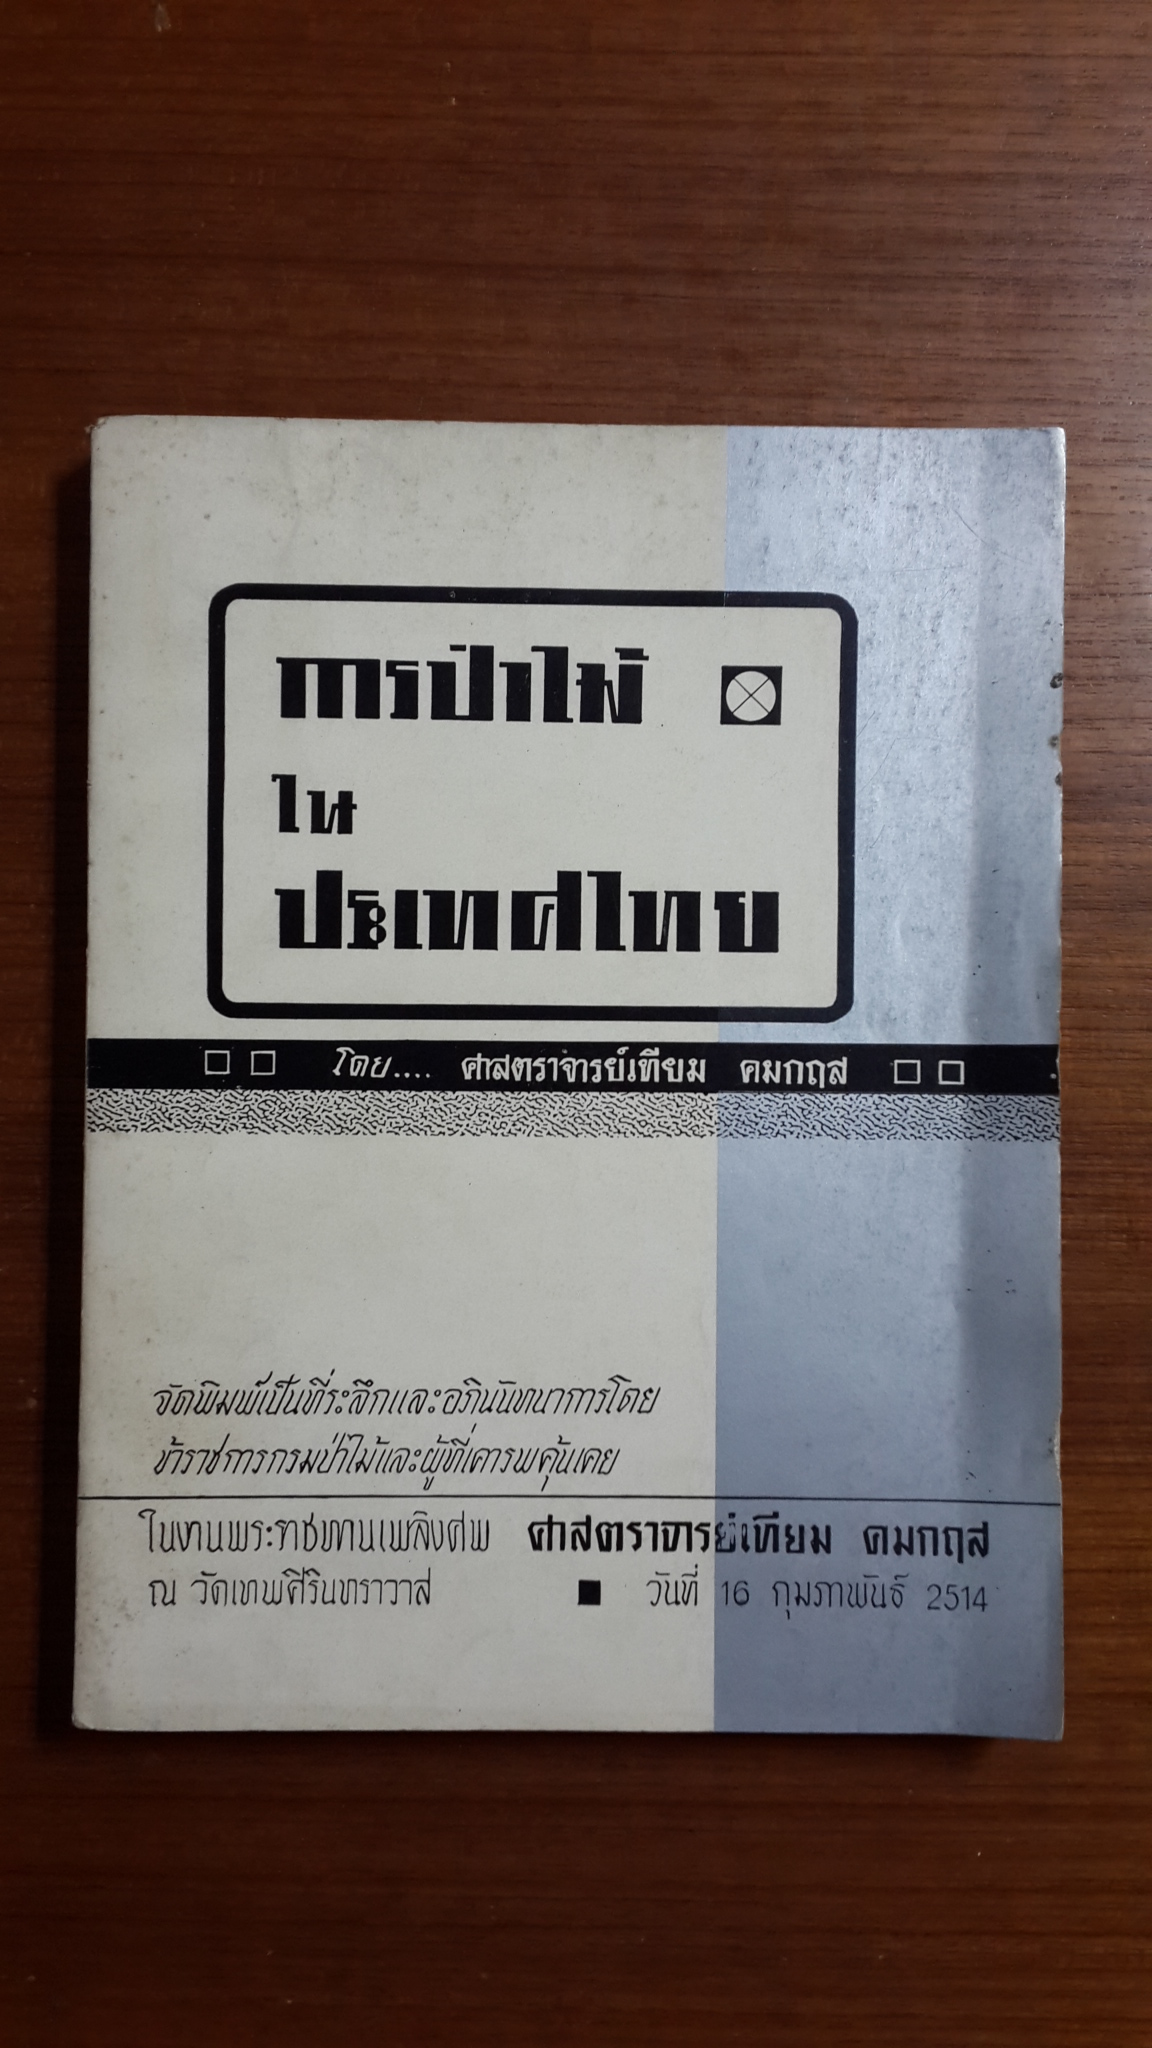 การป่าไม้
ใน
ประเทศไทย
โดย.... ศาสตราจารย์เทียม คมกฤส
จัดพิมพ์เป็นที่ระลึกและอภินันทนาการโดย
ข้าราชการกรมป่าไม้และผู้ที่เคารพคุ้นเคย
ในงานพระราชทานเพลิงศพ ศาสตราจารย์เทียม คมกฤส
ณ วัดเทพศิรินทราวาส วันที่ 16 กุมภาพันธ์ 2514